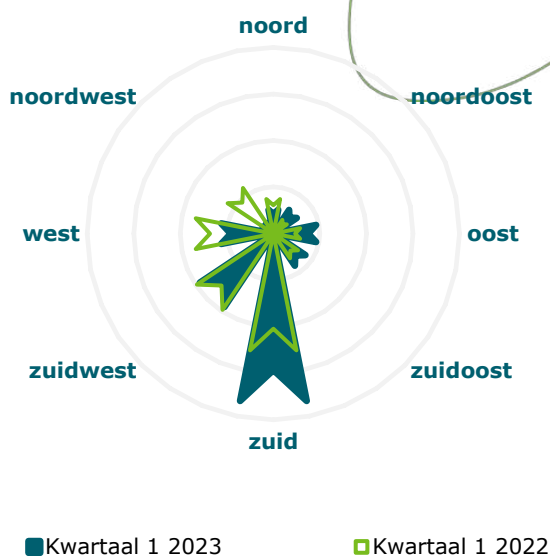 noord
noordwest
noordoost
west
oost
zuidwest
zuidoost
zuid
Kwartaal 1 2023
Kwartaal 1 2022